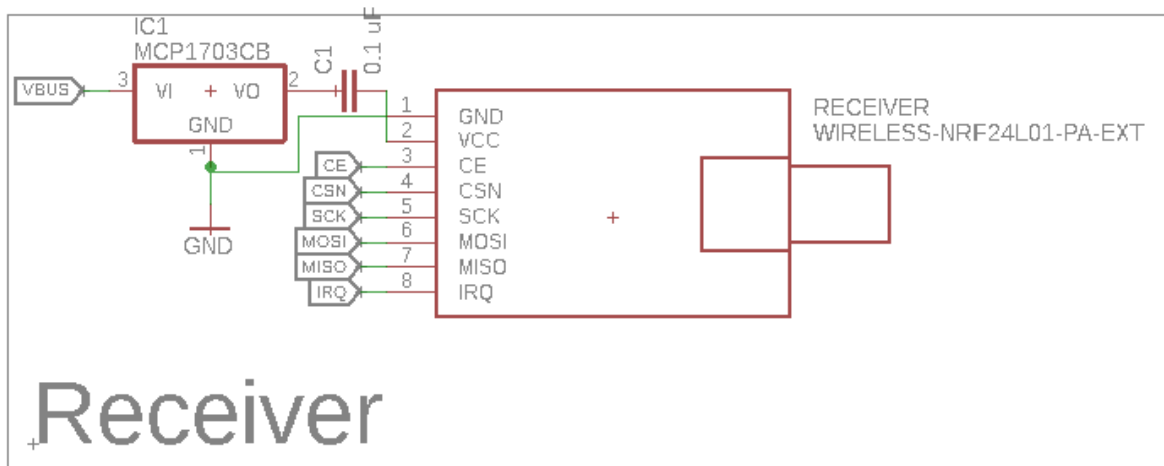 IC1
MCP1703CB
VBUS
3
VI
VO
2
GND
1
C1
0.1 uF
GND
1
GND
2
VCC
CE
3
CE
CSN
4
CSN
SCK
5
SCK
MOSI
6
MOSI
MISO
7
MISO
IRQ
8
IRQ
RECEIVER
WIRELESS-NRF24L01-PA-EXT
Receiver